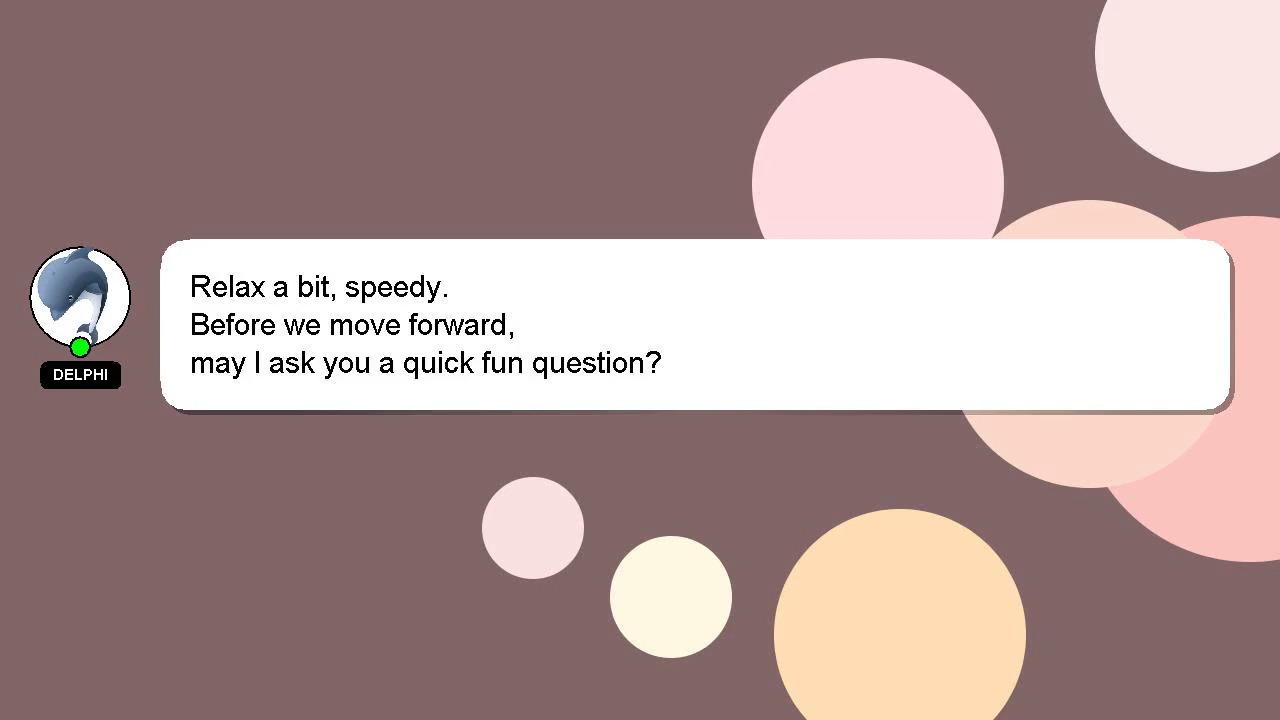 Relax a bit, speedy.
Before we move forward,
may I ask you a quick fun question?
DELPHI